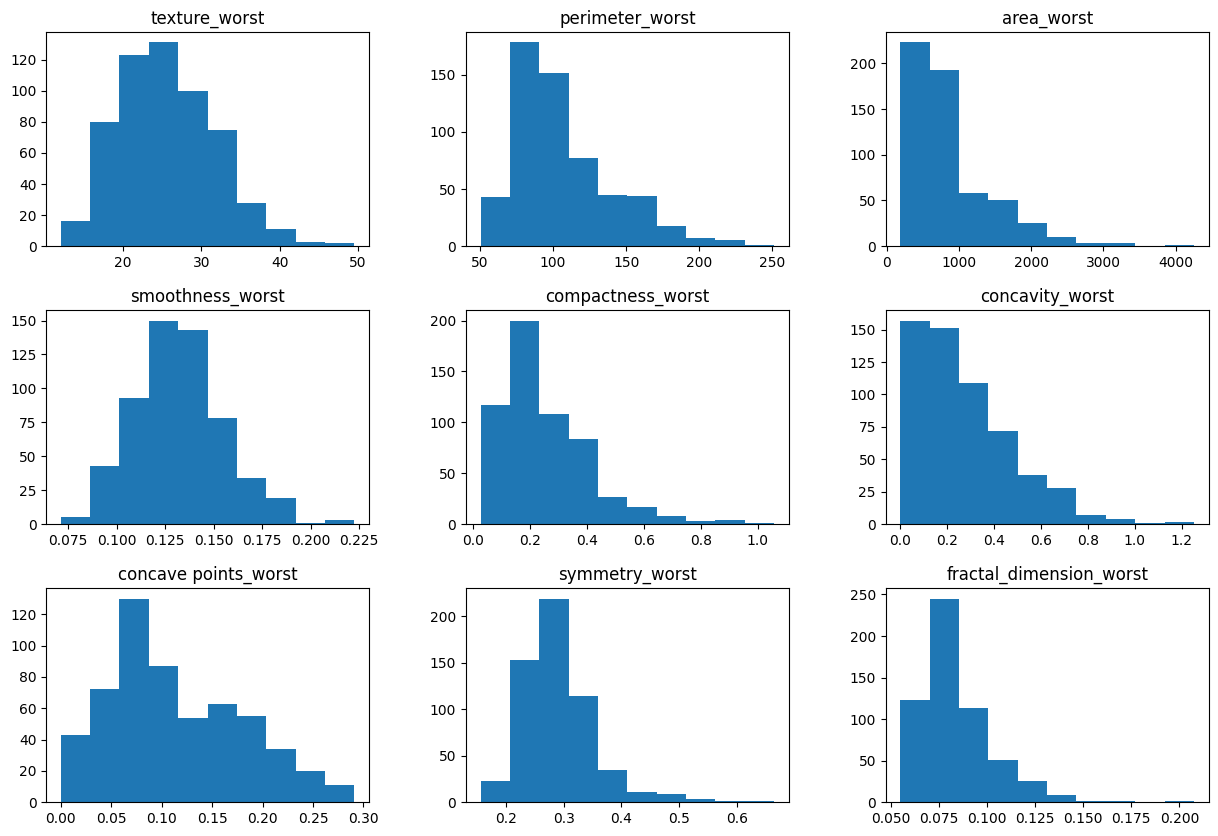 texture_worst
120
100
80
60
40
20
0
20 30 40 50
perimeter_worst
150
100
50
0
50 100 150 200 250
area_worst
200
150
100
50
0
0 1000 2000 3000 4000
smoothness_worst
150
125
100
75
50
25
0
0.075 0.100 0.125 0.150 0.175 0.200 0.225
compactness_worst
200
150
100
50
0
0.0 0.2 0.4 0.6 0.8 1.0
concavity_worst
150
125
100
75
50
25
0
0.0 0.2 0.4 0.6 0.8 1.0 1.2
concave points_worst
120
100
80
60
40
20
0
0.00 0.05 0.10 0.15 0.20 0.25 0.30
symmetry_worst
200
150
100
50
0
0.2 0.3 0.4 0.5 0.6
fractal_dimension_worst
250
200
150
100
50
0
0.050 0.075 0.100 0.125 0.150 0.175 0.200